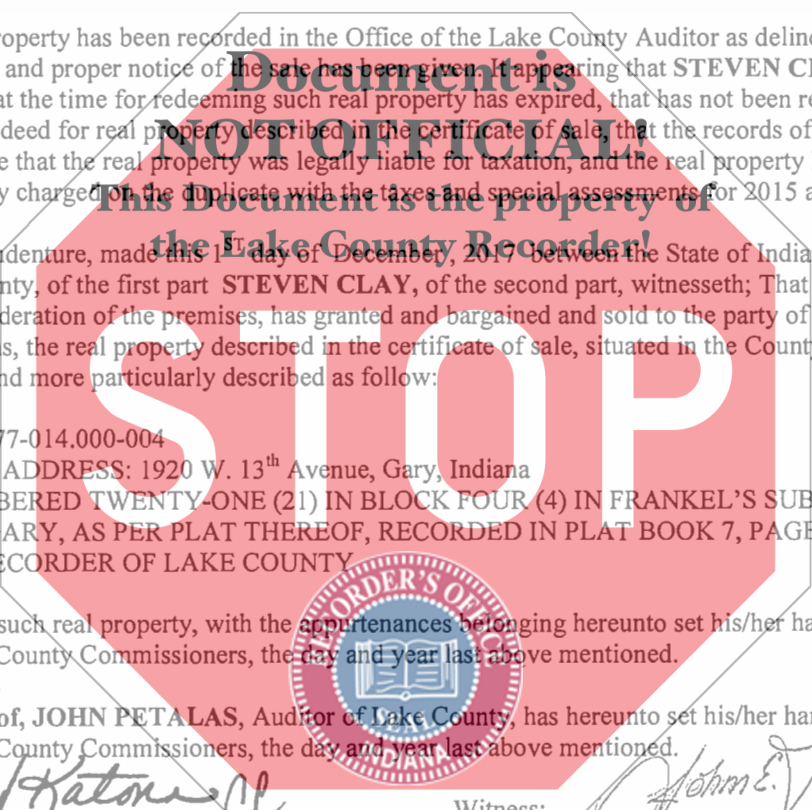 roperty has been recorded in the Office of the Lake County Auditor as delin
Document is
and proper notice of the sale has been given. It appearing that STEVEN C
at the time for redeeming such real property has expired, that has not been r
NOT OFFICIAL!
deed for real property described in the certificate of sale, that the records of
e that the real property was legally liable for taxation, and the real property
y charged on the duplicate with the taxes and special assessments for 2015 a
This Document is the property of
the Lake County Recorder!
denture, made this 1ST day of December, 2017 between the State of India
nty, of the first part STEVEN CLAY, of the second part, witnesseth; That
deration of the premises, has granted and bargained and sold to the party of
s, the real property described in the certificate of sale, situated in the Count
nd more particularly described as follow:
STOP
77-014.000-004
ADDRESS: 1920 W. 13th Avenue, Gary, Indiana
BERED TWENTY-ONE (21) IN BLOCK FOUR (4) IN FRANKEL'S SUB
ARY, AS PER PLAT THEREOF, RECORDED IN PLAT BOOK 7, PAGE
ECORDER OF LAKE COUNTY
RECORDER'S OFFICE
SEAL
INDIANA
such real property, with the appurtenances belonging hereunto set his/her ha
County Commissioners, the day and year last above mentioned.
of, JOHN PETALAS, Auditor of Lake County, has hereunto set his/her han
County Commissioners, the day and year last above mentioned.
Katona
John E.
Witness: